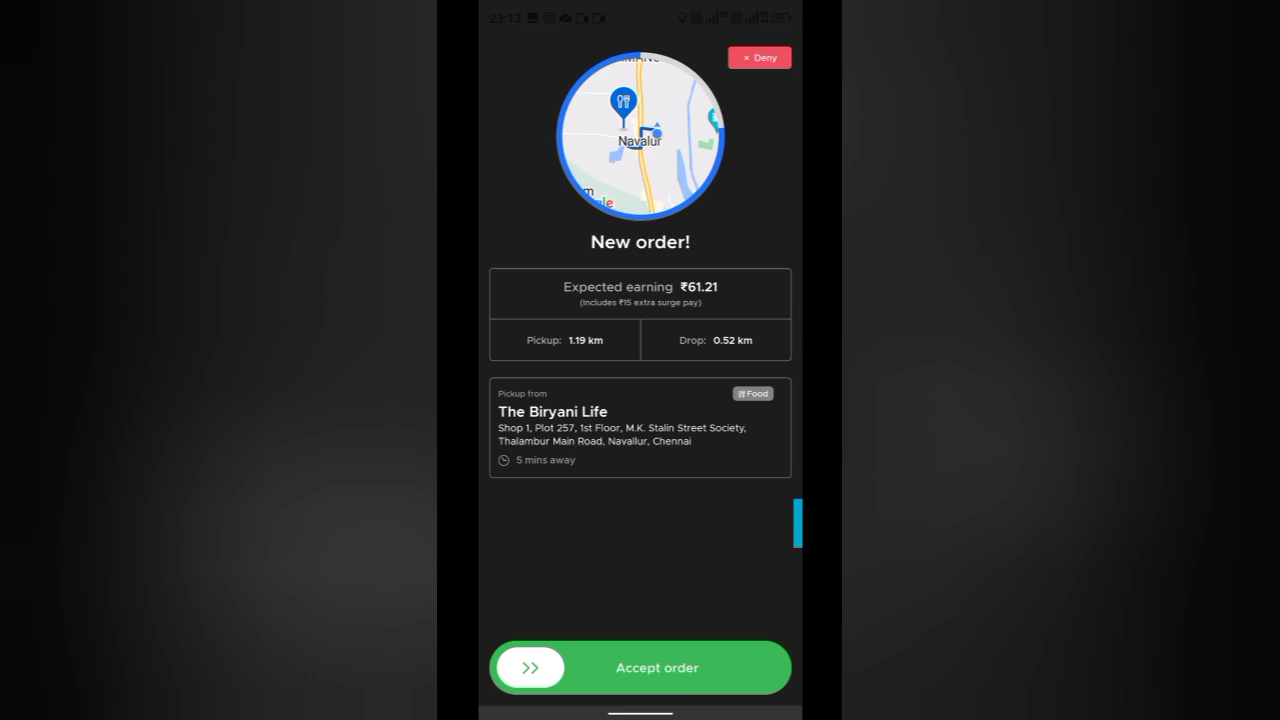 23:13
× Deny
Navalur
New order!
Expected earning ₹61.21
(Includes ₹15 extra surge pay)
Pickup: 1.19 km
Drop: 0.52 km
Pickup from
Food
The Biryani Life
Shop 1, Plot 257, 1st Floor, M.K. Stalin Street Society,
Thalambur Main Road, Navallur, Chennai
5 mins away
Accept order